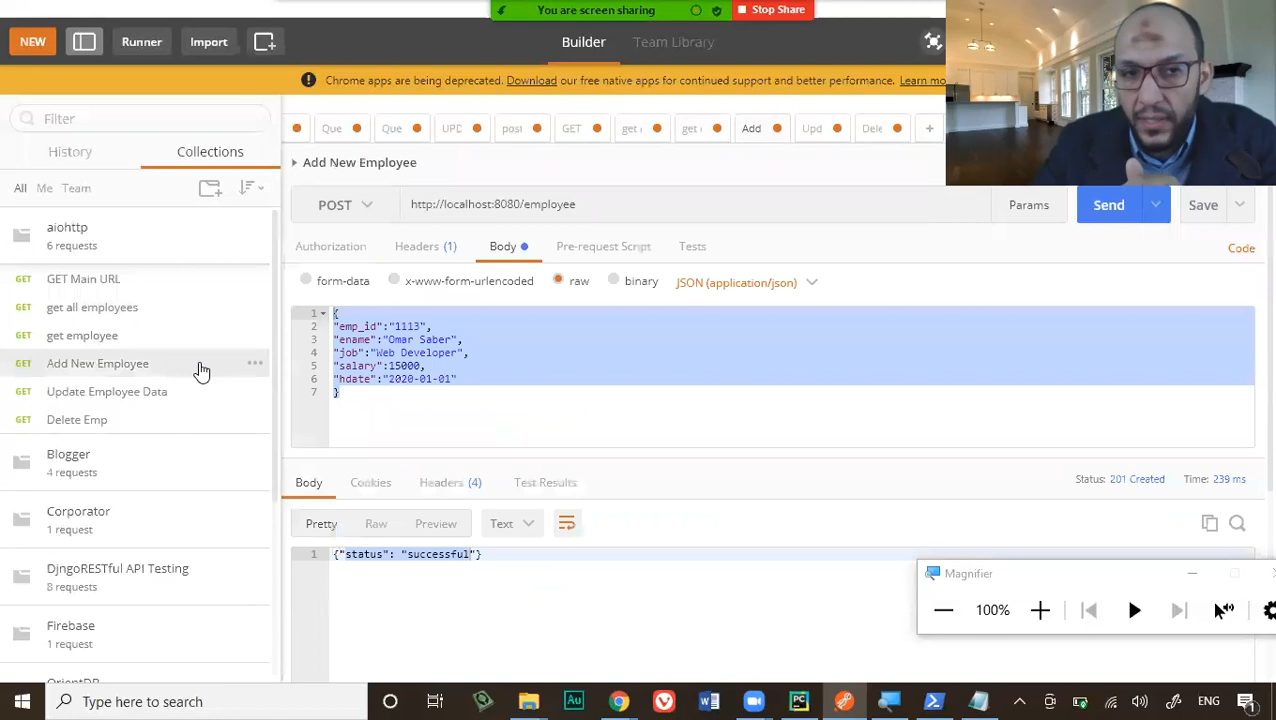 You are screen sharing
Stop Share
NEW
Runner
Import
Builder
Team Library
Chrome apps are being deprecated. Download our free native apps for continued support and better performance. Learn mo
Filter
History
Collections
All Me Team
aiohttp
6 requests
GET GET Main URL
GET get all employees
GET get employee
GET Add New Employee
GET Update Employee Data
GET Delete Emp
Blogger
4 requests
Corporator
1 request
DjngoRESTful API Testing
8 requests
Firebase
1 request
OrientDB
Que
Que
UPD
post
GET
get
get
Add
Upd
Dele
+
Add New Employee
POST
http://localhost:8080/employee
Params
Send
Save
Authorization
Headers (1)
Body
Pre-request Script
Tests
Code
form-data
x-www-form-urlencoded
raw
binary
JSON (application/json)
1 {
2 "emp_id":"1113",
3 "ename":"Omar Saber",
4 "job":"Web Developer",
5 "salary":15000,
6 "hdate":"2020-01-01"
7 }
Body
Cookies
Headers (4)
Test Results
Status: 201 Created
Time: 239 ms
Pretty
Raw
Preview
Text
1 {"status": "successful"}
Magnifier
100%
Type here to search
ENG